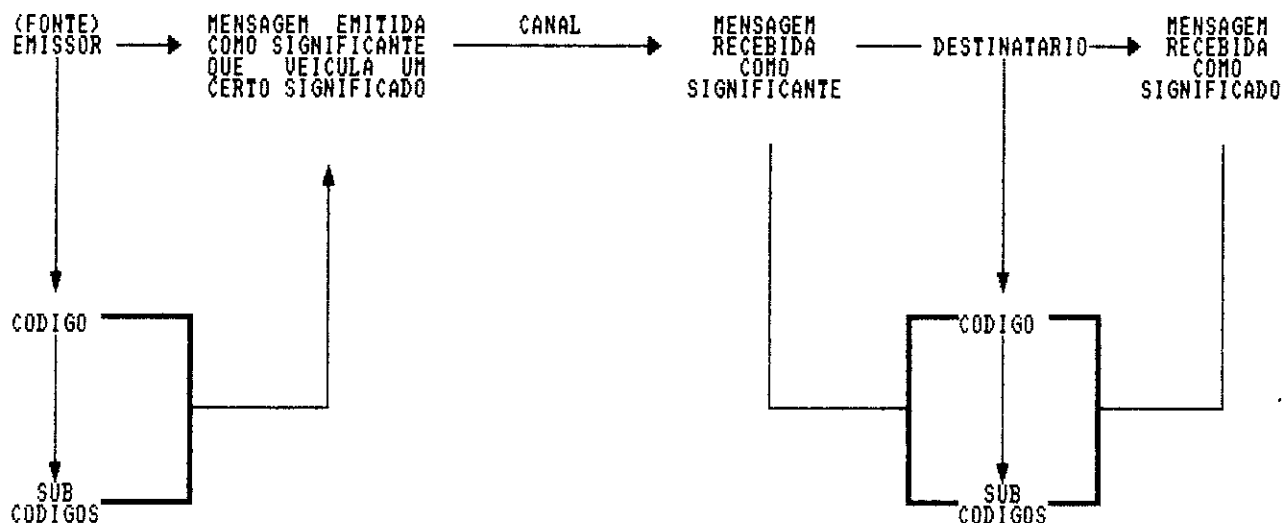 (FONTE)
EMISSOR
MENSAGEM EMITIDA
COMO SIGNIFICANTE
QUE VEICULA UM
CERTO SIGNIFICADO
CANAL
MENSAGEM
RECEBIDA
COMO
SIGNIFICANTE
DESTINATARIO
MENSAGEM
RECEBIDA
COMO
SIGNIFICADO
CODIGO
SUB
CODIGOS
CODIGO
SUB
CODIGOS